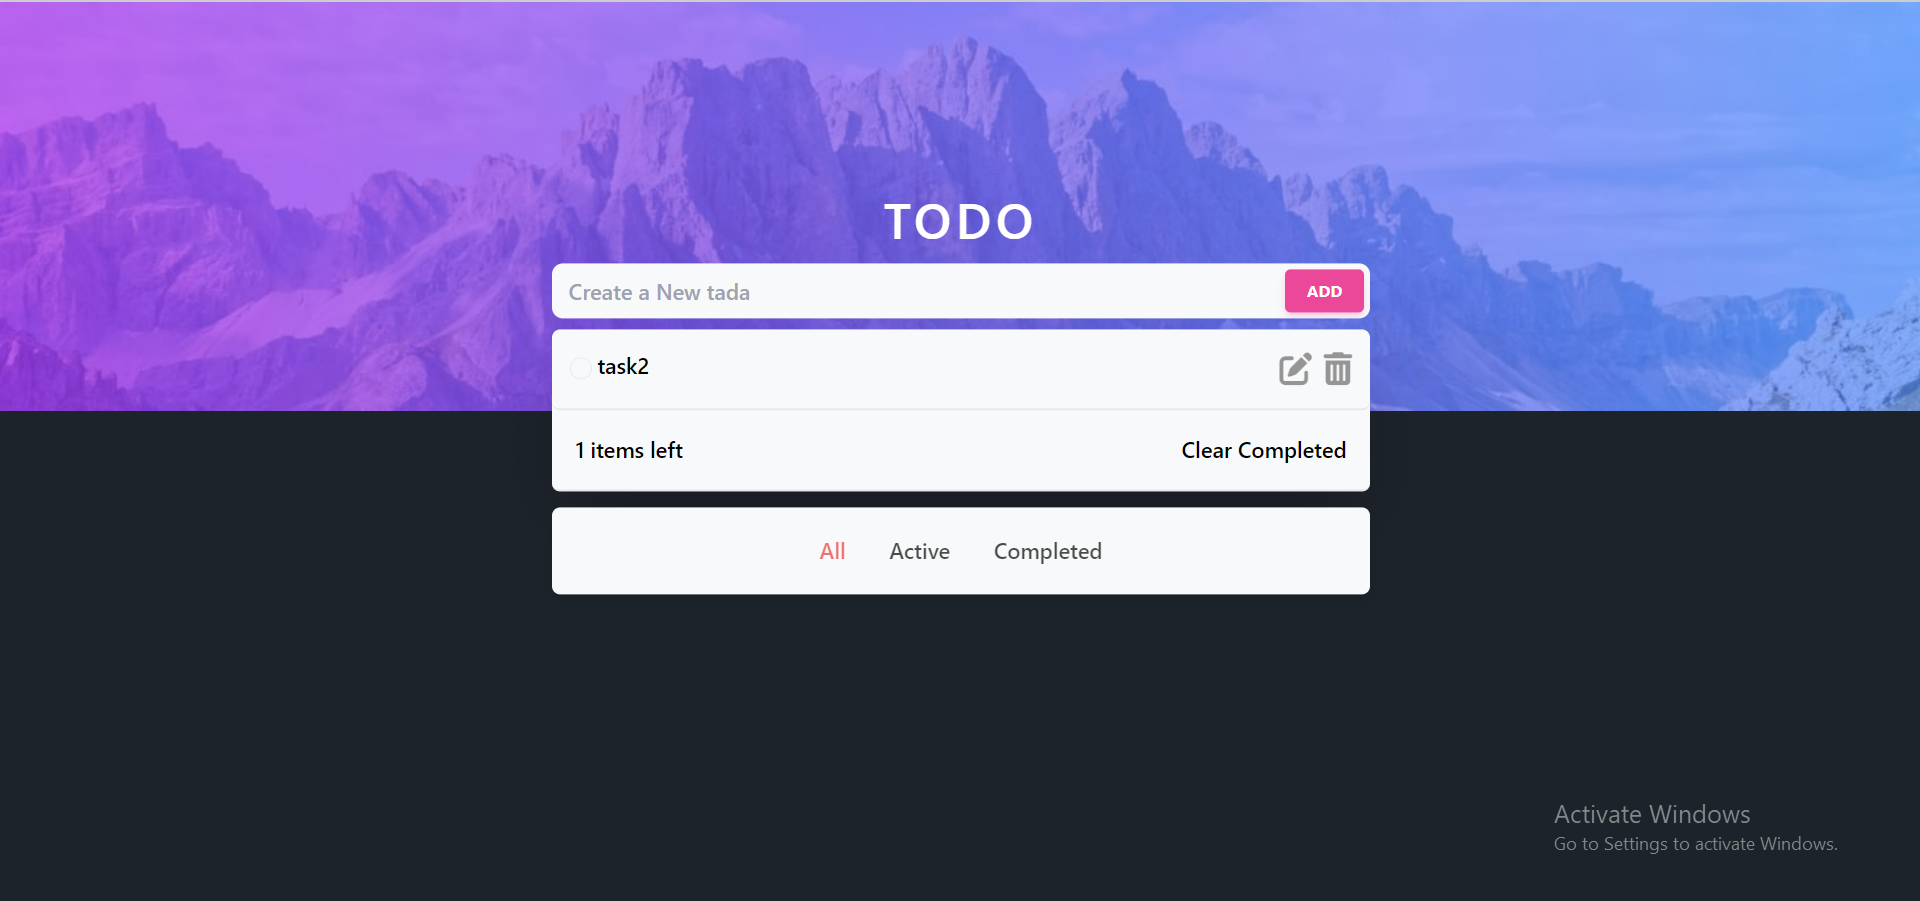 TODO
Create a New tada
ADD
task2
1 items left
Clear Completed
All
Active
Completed
Activate Windows
Go to Settings to activate Windows.